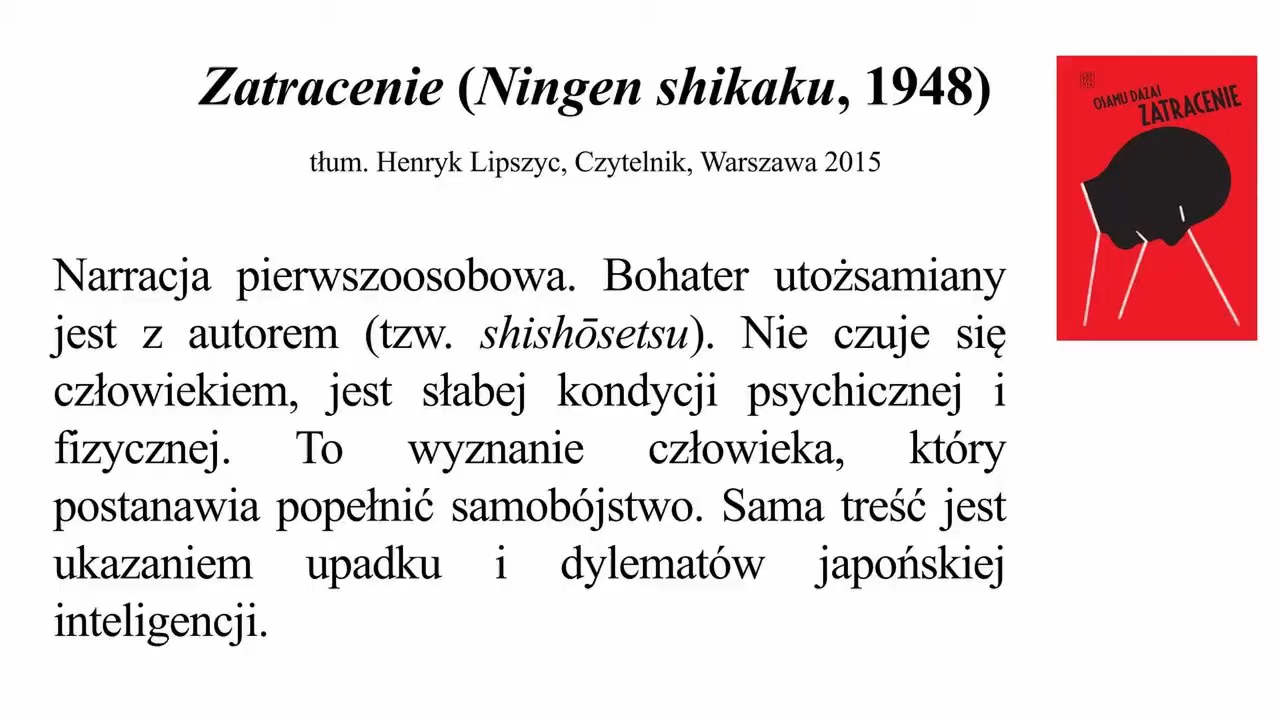 Zatracenie (Ningen shikaku, 1948)
tłum. Henryk Lipszyc, Czytelnik, Warszawa 2015
Narracja pierwszoosobowa. Bohater utożsamiany
jest z autorem (tzw. shishōsetsu). Nie czuje się
człowiekiem, jest słabej kondycji psychicznej i
fizycznej. To wyznanie człowieka, który
postanawia popełnić samobójstwo. Sama treść jest
ukazaniem upadku i dylematów japońskiej
inteligencji.
OSAMU DAZAI
ZATRACENIE